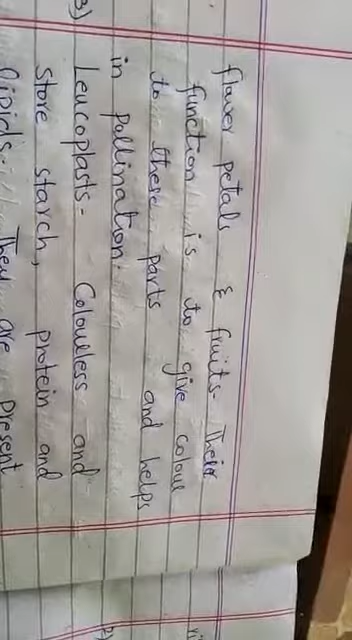 flower petals & fruits. Their
function is to give colour
to these parts and helps
in pollination.
3) Leucoplasts - Colourless and
store starch, protein and
lipids. They are present